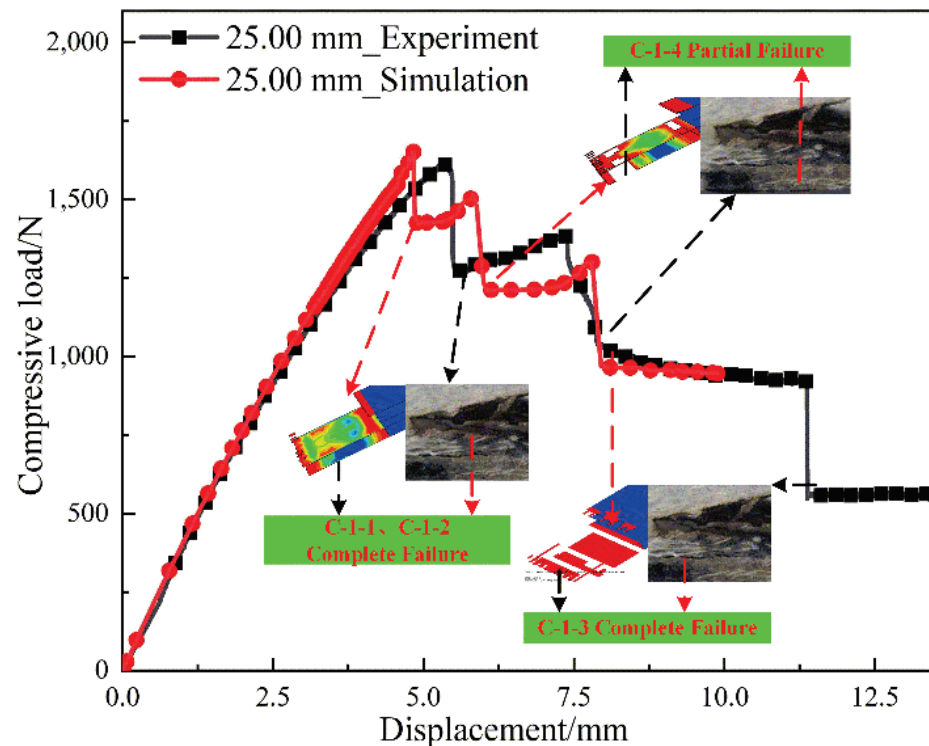 2,000
1,500
1,000
500
0
Compressive load/N
25.00 mm_Experiment
25.00 mm_Simulation
C-1-4 Partial Failure
C-1-1、C-1-2
Complete Failure
C-1-3 Complete Failure
0.0 2.5 5.0 7.5 10.0 12.5
Displacement/mm